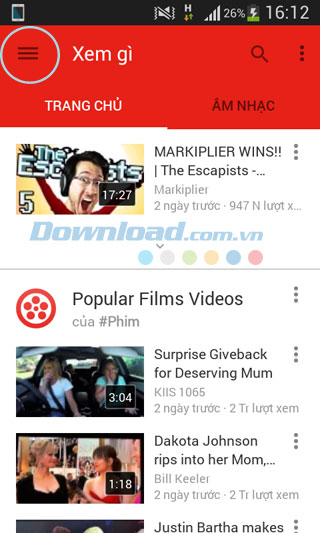 26% 16:12
Xem gì
TRANG CHỦ ÂM NHẠC
The
Escapists
5
17:27
MARKIPLIER WINS!!
| The Escapists -...
Markiplier
2 ngày trước · 947 N lượt x...
Download.com.vn
Popular Films Videos
của #Phim
3:04
Surprise Giveback
for Deserving Mum
KIIS 1065
2 ngày trước · 2 Tr lượt xem
1:18
Dakota Johnson
rips into her Mom,...
Bill Keeler
2 ngày trước · 2 Tr lượt xem
Justin Bartha makes